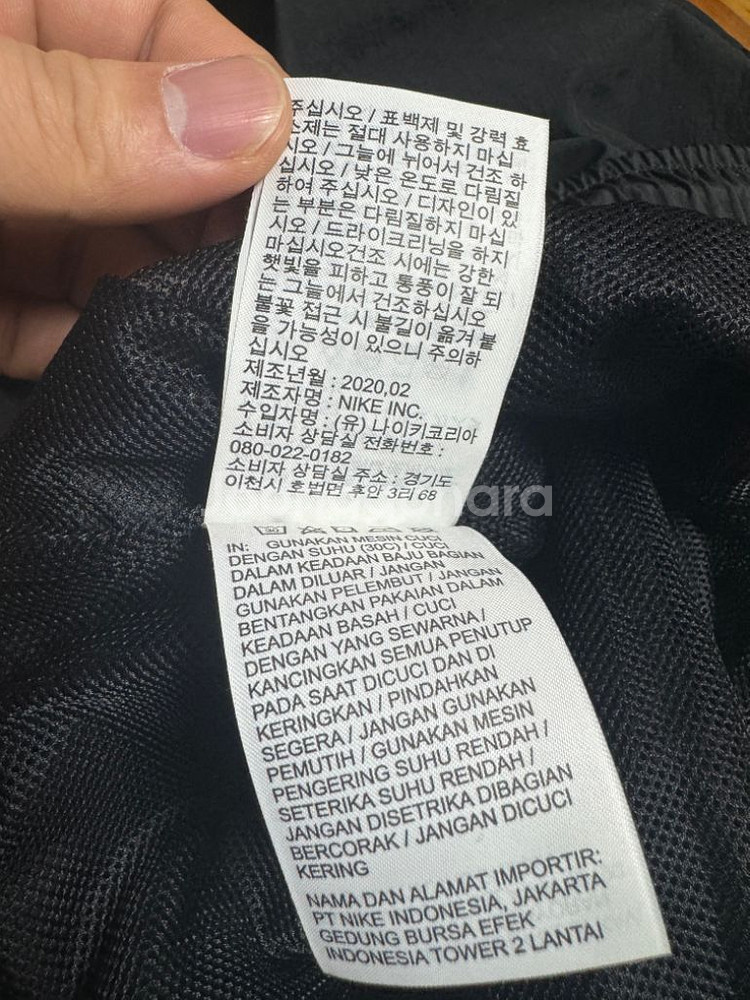 주십시오 / 표백제 및 강력 효
소제는 절대 사용하지 마십
시오 / 그늘에 뉘어서 건조 하
십시오 / 낮은 온도로 다림질
하여 주십시오 / 디자인이 있
는 부분은 다림질하지 마십
시오 / 드라이크리닝을 하지
마십시오건조 시에는 강한
햇빛을 피하고 통풍이 잘 되
는 그늘에서 건조하십시오
불꽃 접근 시 불길이 옮겨 붙
을 가능성이 있으니 주의하
십시오
제조년월 : 2020,02
제조자명 : NIKE INC.
수입자명 : (유) 나이키코리아
소비자 상담실 전화번호 :
080-022-0182
소비자 상담실 주소 : 경기도
이천시 호법면 후안 3리 68
IN: GUNAKAN MESIN CUCI
DENGAN SUHU (30C) / CUCI
DALAM KEADAAN BAJU BAGIAN
DALAM DILUAR / JANGAN
GUNAKAN PELEMBUT / JANGAN
BENTANGKAN PAKAIAN DALAM
KEADAAN BASAH / CUCI
DENGAN YANG SEWARNA /
KANCINGKAN SEMUA PENUTUP
PADA SAAT DICUCI DAN DI
KERINGKAN / PINDAHKAN
SEGERA / JANGAN GUNAKAN
PEMUTIH / GUNAKAN MESIN
PENGERING SUHU RENDAH /
SETERIKA SUHU RENDAH /
JANGAN DISETRIKA DIBAGIAN
BERCORAK / JANGAN DICUCI
KERING
NAMA DAN ALAMAT IMPORTIR:
PT NIKE INDONESIA, JAKARTA
GEDUNG BURSA EFEK
INDONESIA TOWER 2 LANTAI